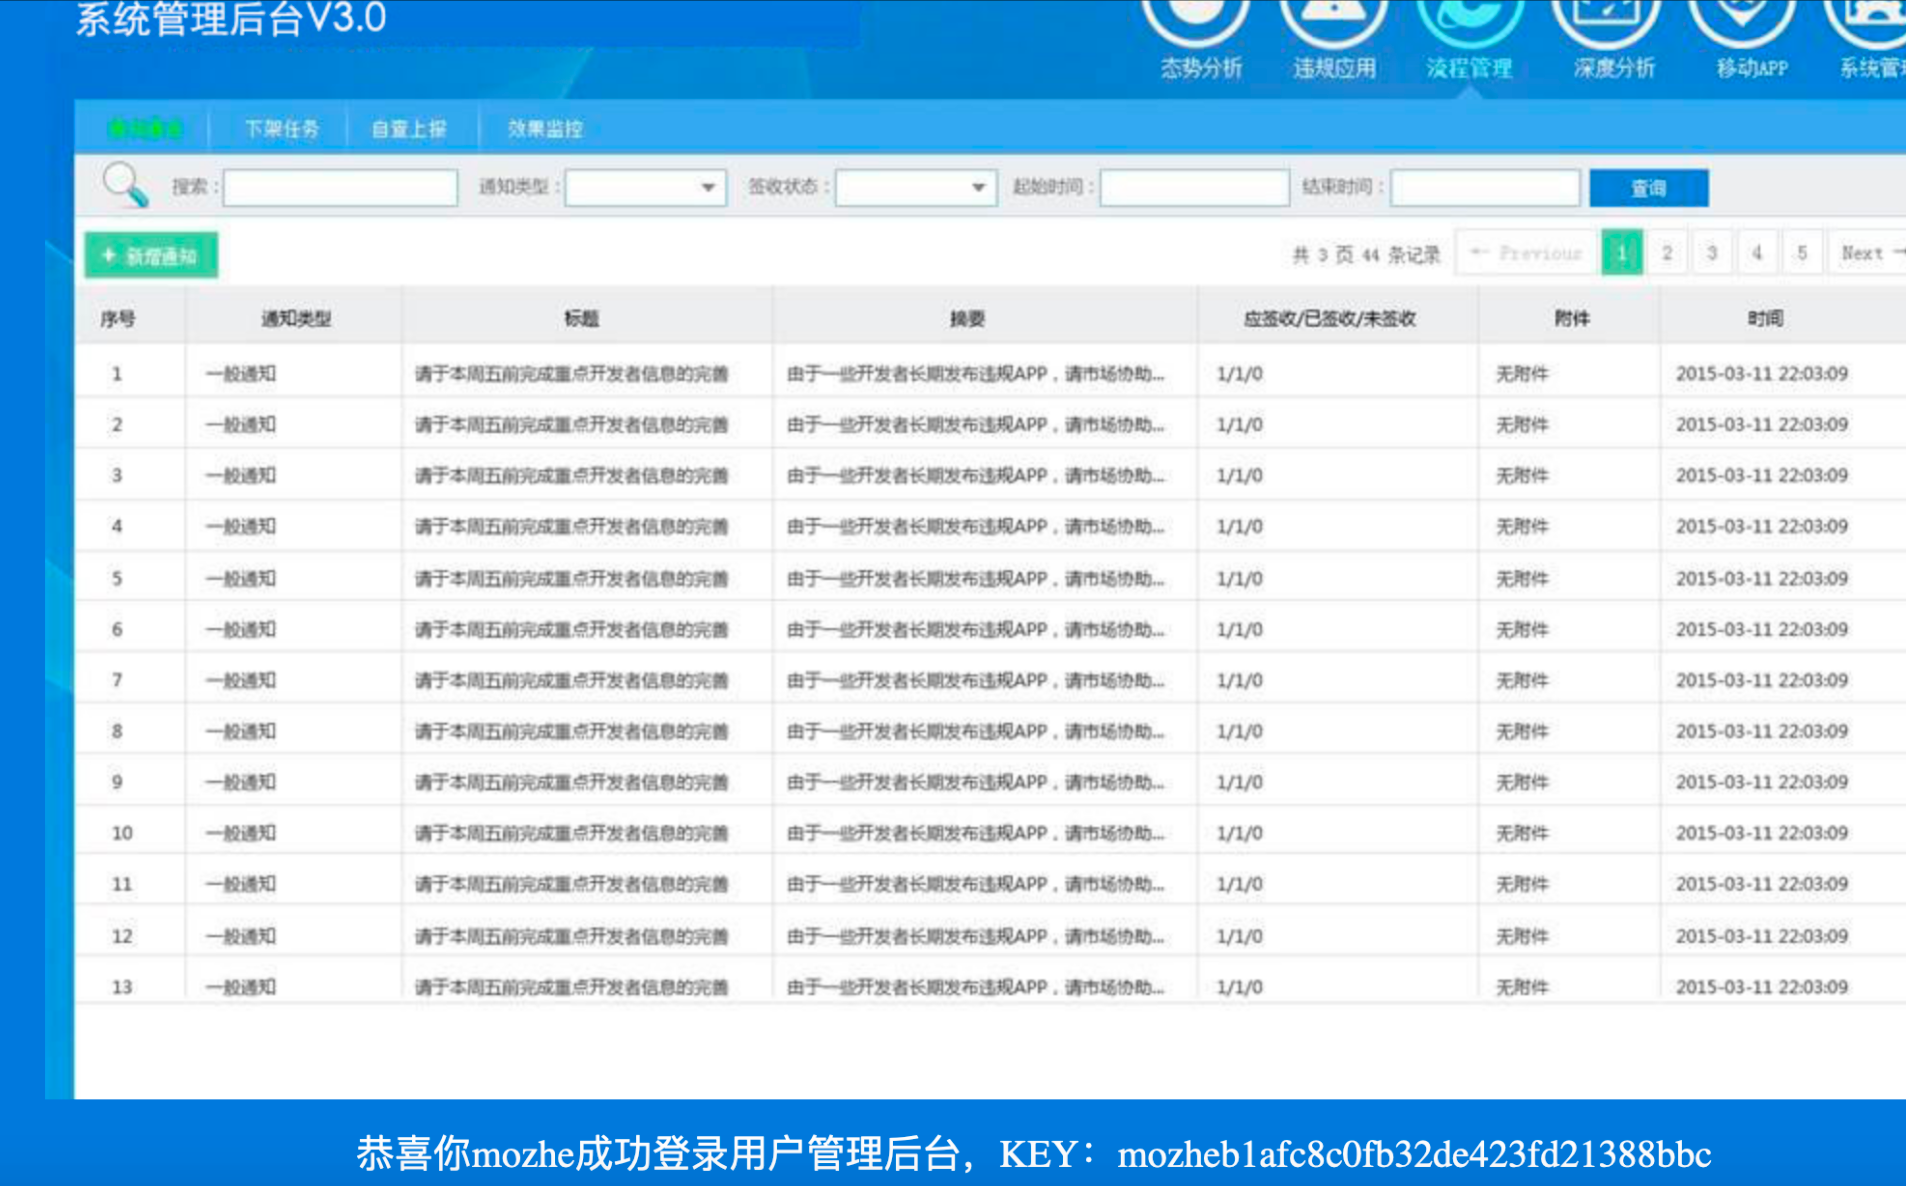 系统管理后台V3.0
态势分析 违规应用 流程管理 深度分析 移动APP 系统管
下架任务 自查上报 效果监控
搜索： 通知类型： 签收状态： 起始时间： 结束时间： 查询
+ 新增通知 共 3 页 44 条记录 ← Previous 1 2 3 4 5 Next →
序号 通知类型 标题 摘要 应签收/已签收/未签收 附件 时间
1 一般通知 请于本周五前完成重点开发者信息的完善 由于一些开发者长期发布违规APP，请市场协助... 1/1/0 无附件 2015-03-11 22:03:09
2 一般通知 请于本周五前完成重点开发者信息的完善 由于一些开发者长期发布违规APP，请市场协助... 1/1/0 无附件 2015-03-11 22:03:09
3 一般通知 请于本周五前完成重点开发者信息的完善 由于一些开发者长期发布违规APP，请市场协助... 1/1/0 无附件 2015-03-11 22:03:09
4 一般通知 请于本周五前完成重点开发者信息的完善 由于一些开发者长期发布违规APP，请市场协助... 1/1/0 无附件 2015-03-11 22:03:09
5 一般通知 请于本周五前完成重点开发者信息的完善 由于一些开发者长期发布违规APP，请市场协助... 1/1/0 无附件 2015-03-11 22:03:09
6 一般通知 请于本周五前完成重点开发者信息的完善 由于一些开发者长期发布违规APP，请市场协助... 1/1/0 无附件 2015-03-11 22:03:09
7 一般通知 请于本周五前完成重点开发者信息的完善 由于一些开发者长期发布违规APP，请市场协助... 1/1/0 无附件 2015-03-11 22:03:09
8 一般通知 请于本周五前完成重点开发者信息的完善 由于一些开发者长期发布违规APP，请市场协助... 1/1/0 无附件 2015-03-11 22:03:09
9 一般通知 请于本周五前完成重点开发者信息的完善 由于一些开发者长期发布违规APP，请市场协助... 1/1/0 无附件 2015-03-11 22:03:09
10 一般通知 请于本周五前完成重点开发者信息的完善 由于一些开发者长期发布违规APP，请市场协助... 1/1/0 无附件 2015-03-11 22:03:09
11 一般通知 请于本周五前完成重点开发者信息的完善 由于一些开发者长期发布违规APP，请市场协助... 1/1/0 无附件 2015-03-11 22:03:09
12 一般通知 请于本周五前完成重点开发者信息的完善 由于一些开发者长期发布违规APP，请市场协助... 1/1/0 无附件 2015-03-11 22:03:09
13 一般通知 请于本周五前完成重点开发者信息的完善 由于一些开发者长期发布违规APP，请市场协助... 1/1/0 无附件 2015-03-11 22:03:09
恭喜你mozhe成功登录用户管理后台，KEY：mozheb1afc8c0fb32de423fd21388bbc